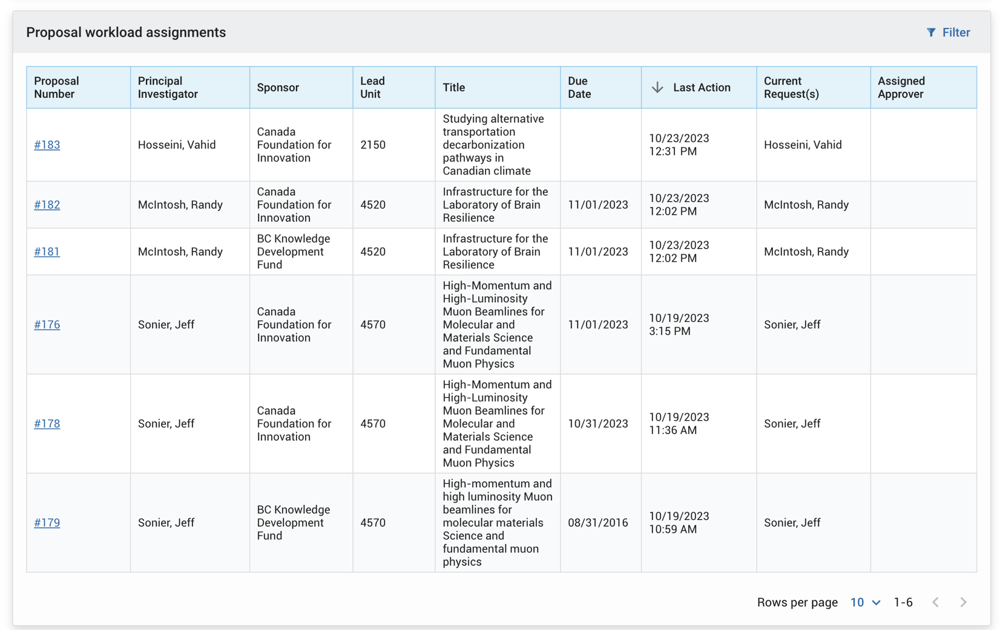 Proposal workload assignments
Filter
Proposal Number
Principal Investigator
Sponsor
Lead Unit
Title
Due Date
Last Action
Current Request(s)
Assigned Approver
#183
Hosseini, Vahid
Canada
Foundation for
Innovation
2150
Studying alternative
transportation
decarbonization
pathways in
Canadian climate
10/23/2023
12:31 PM
Hosseini, Vahid
#182
McIntosh, Randy
Canada
Foundation for
Innovation
4520
Infrastructure for the
Laboratory of Brain
Resilience
11/01/2023
10/23/2023
12:02 PM
McIntosh, Randy
#181
McIntosh, Randy
BC Knowledge
Development
Fund
4520
Infrastructure for the
Laboratory of Brain
Resilience
11/01/2023
10/23/2023
12:02 PM
McIntosh, Randy
#176
Sonier, Jeff
Canada
Foundation for
Innovation
4570
High-Momentum and
High-Luminosity
Muon Beamlines for
Molecular and
Materials Science
and Fundamental
Muon Physics
11/01/2023
10/19/2023
3:15 PM
Sonier, Jeff
#178
Sonier, Jeff
Canada
Foundation for
Innovation
4570
High-Momentum and
High-Luminosity
Muon Beamlines for
Molecular and
Materials Science
and Fundamental
Muon Physics
10/31/2023
10/19/2023
11:36 AM
Sonier, Jeff
#179
Sonier, Jeff
BC Knowledge
Development
Fund
4570
High-momentum and
high luminosity Muon
beamlines for
molecular materials
Science and
fundamental muon
physics
08/31/2016
10/19/2023
10:59 AM
Sonier, Jeff
Rows per page 10 1-6